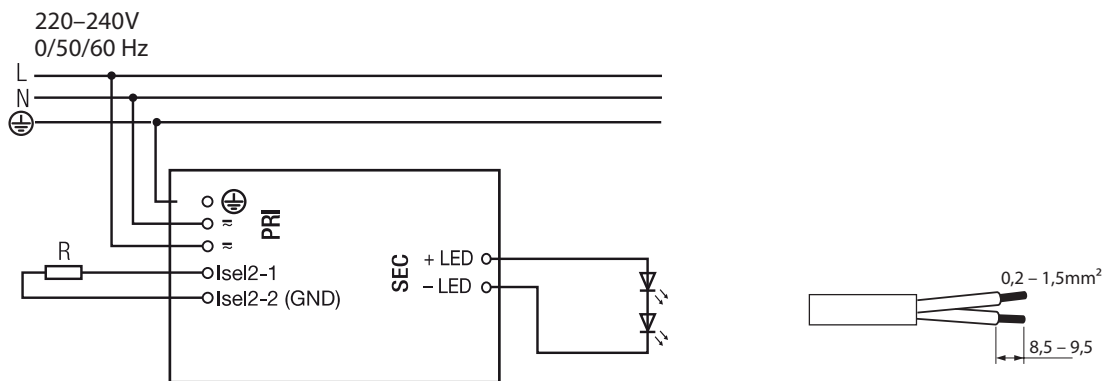 220–240V
0/50/60 Hz
L
N
PRI
≂
≂
R
Isel2-1
Isel2-2 (GND)
SEC
+ LED
– LED
0,2 – 1,5mm²
8,5 – 9,5